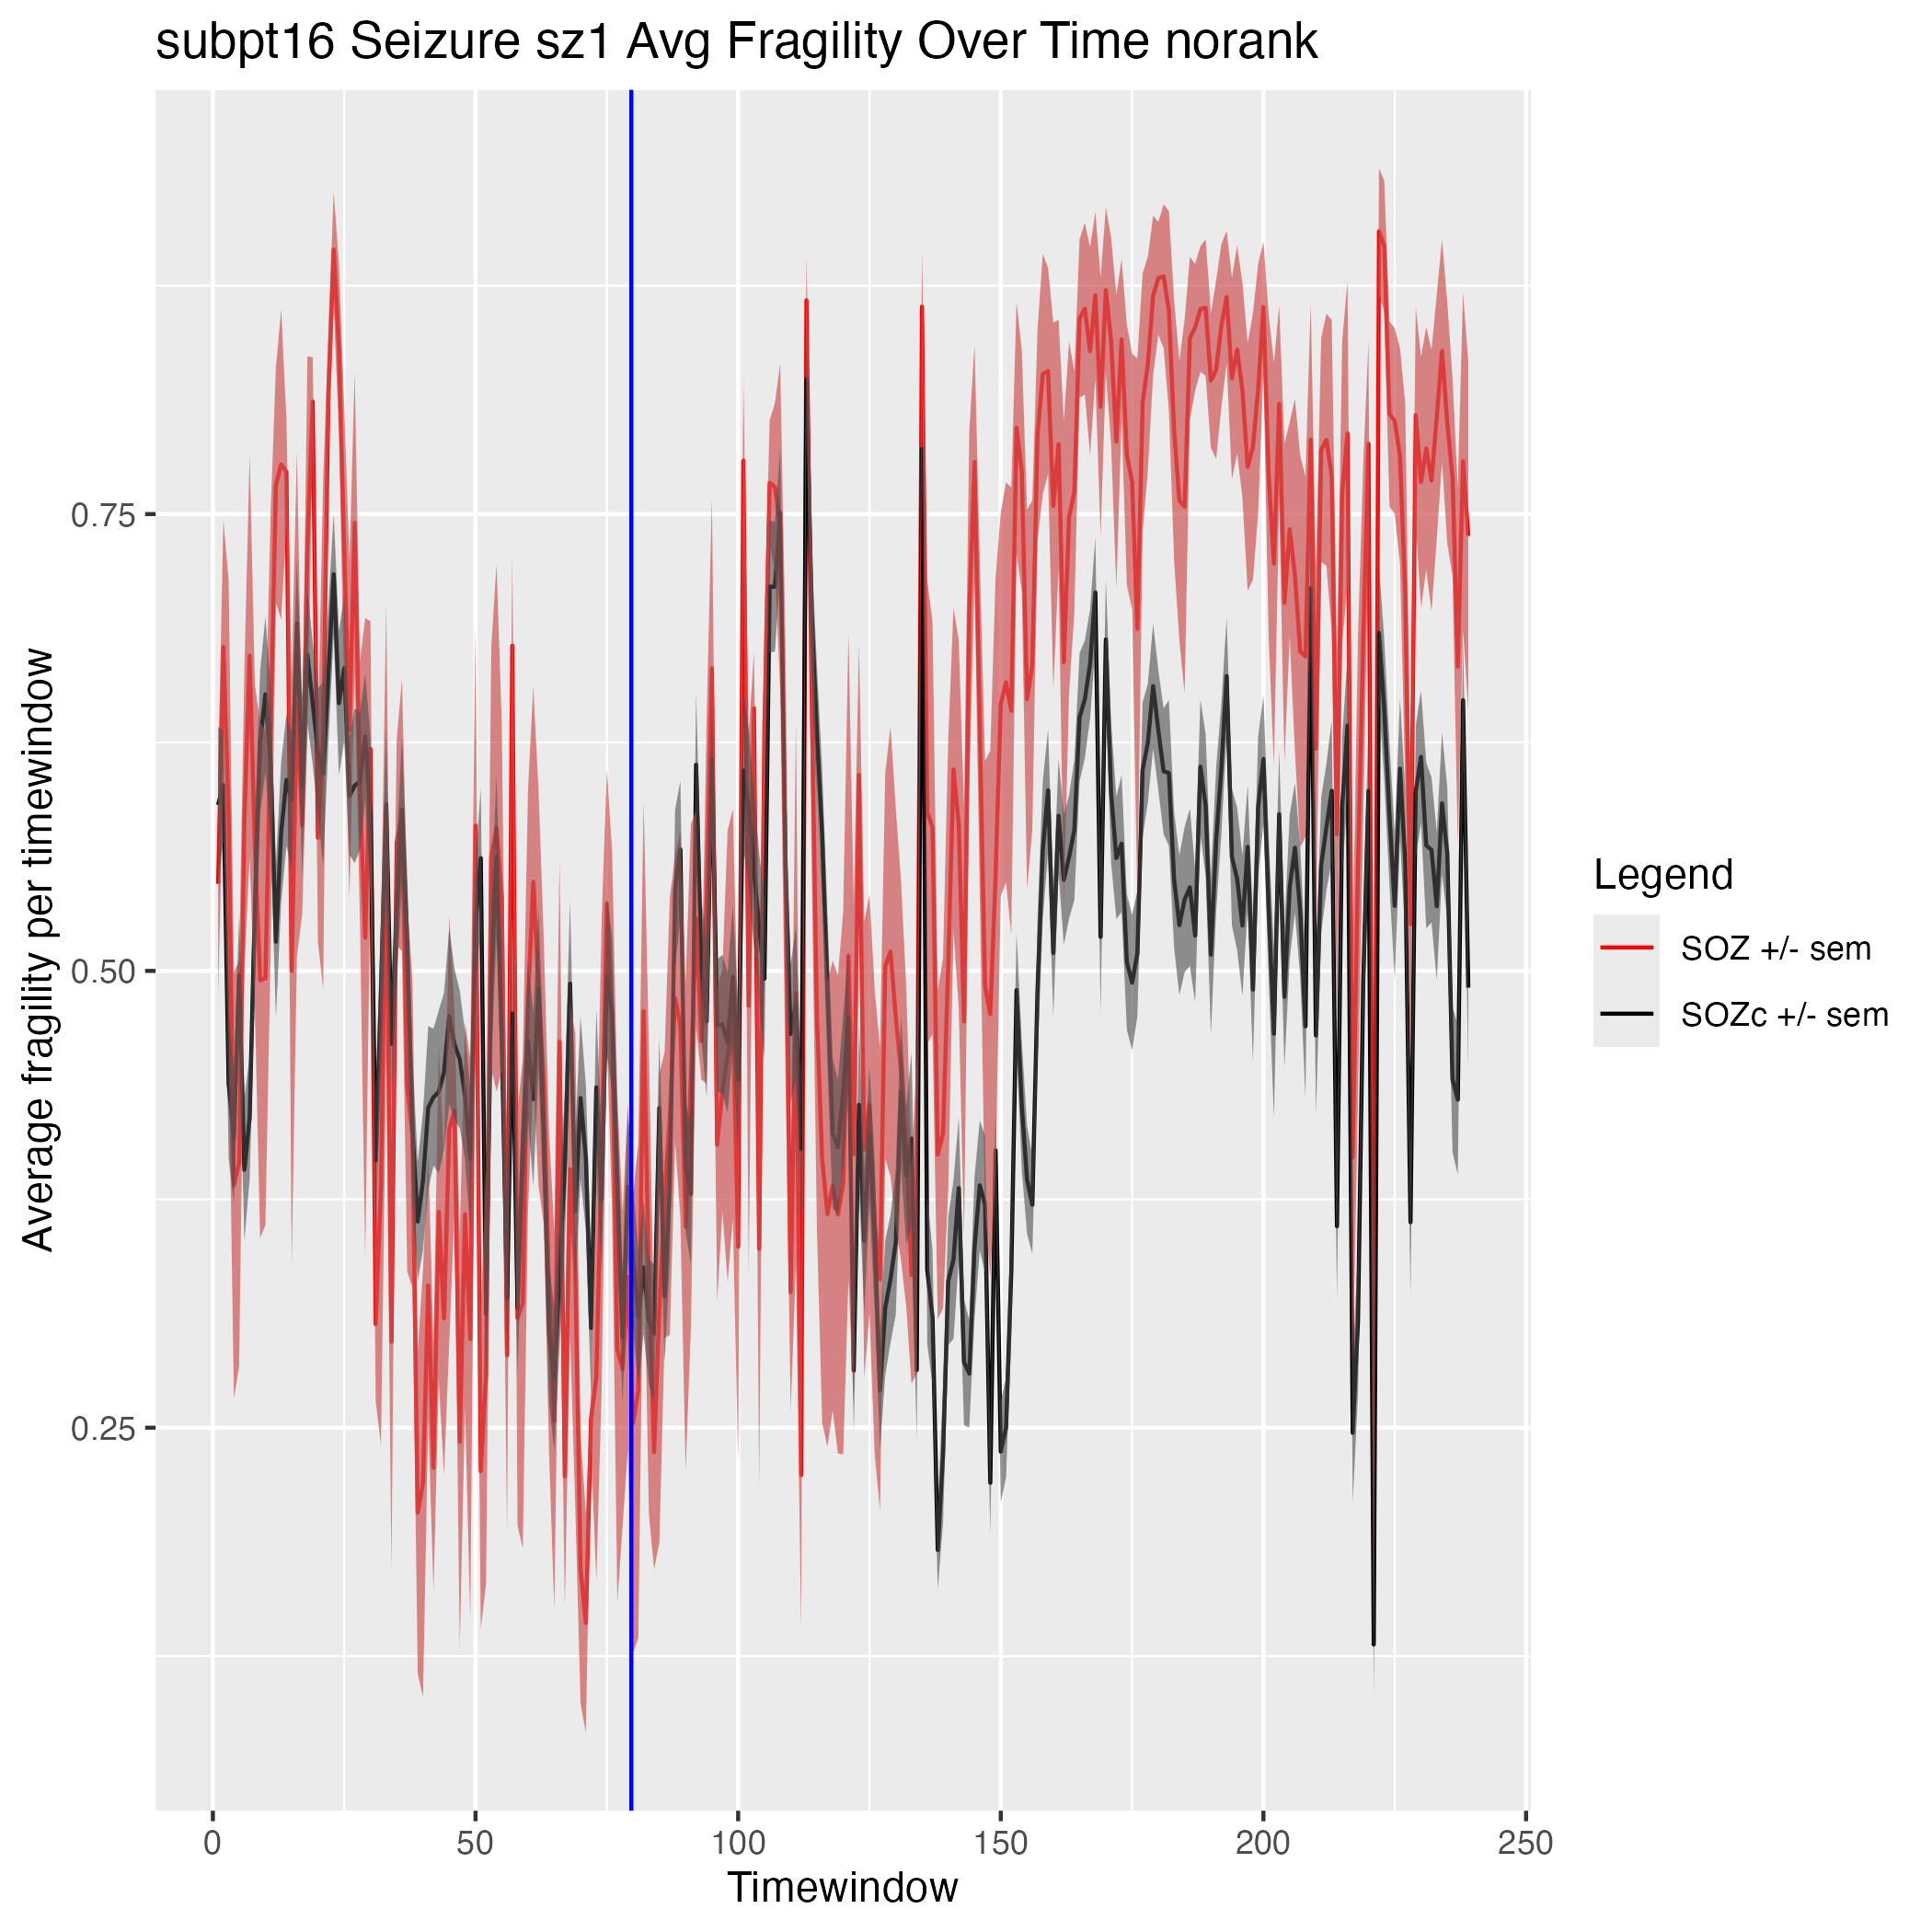 subpt16 Seizure sz1 Avg Fragility Over Time norank
Average fragility per timewindow
0.75
0.50
0.25
0
50
100
150
200
250
Timewindow
Legend
SOZ +/- sem
SOZc +/- sem